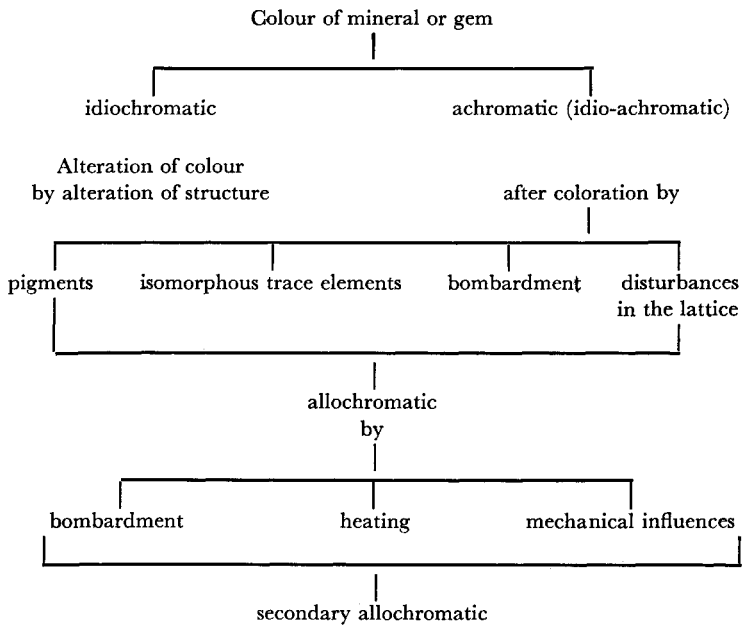 Colour of mineral or gem
idiochromatic
achromatic (idio-achromatic)
Alteration of colour
by alteration of structure
after coloration by
pigments
isomorphous trace elements
bombardment
disturbances
in the lattice
allochromatic
by
bombardment
heating
mechanical influences
secondary allochromatic